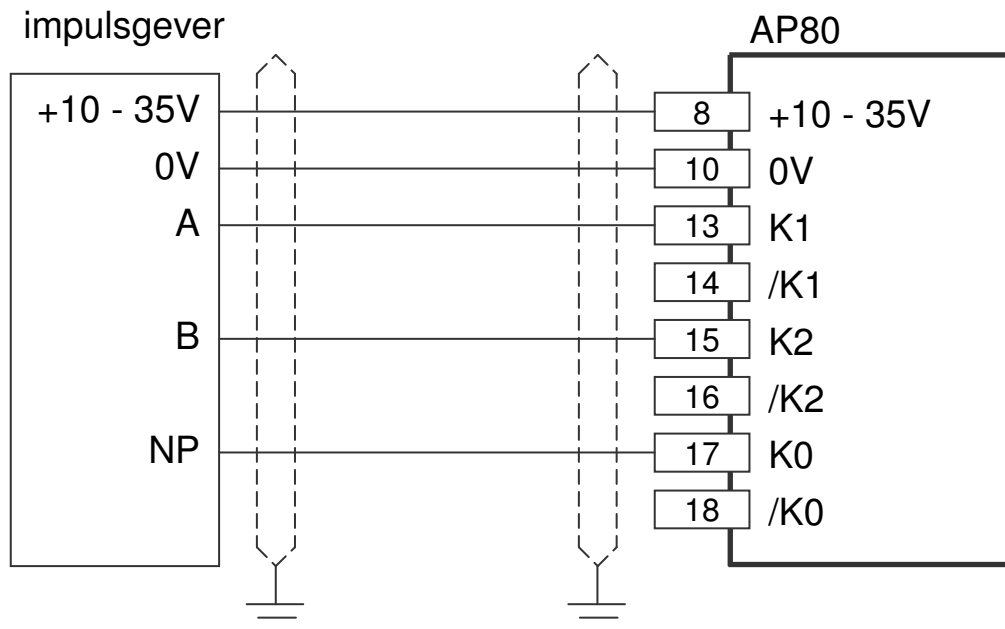 impulsgever
AP80
+10 - 35V
8
+10 - 35V
0V
10
0V
A
13
K1
14
/K1
B
15
K2
16
/K2
NP
17
K0
18
/K0